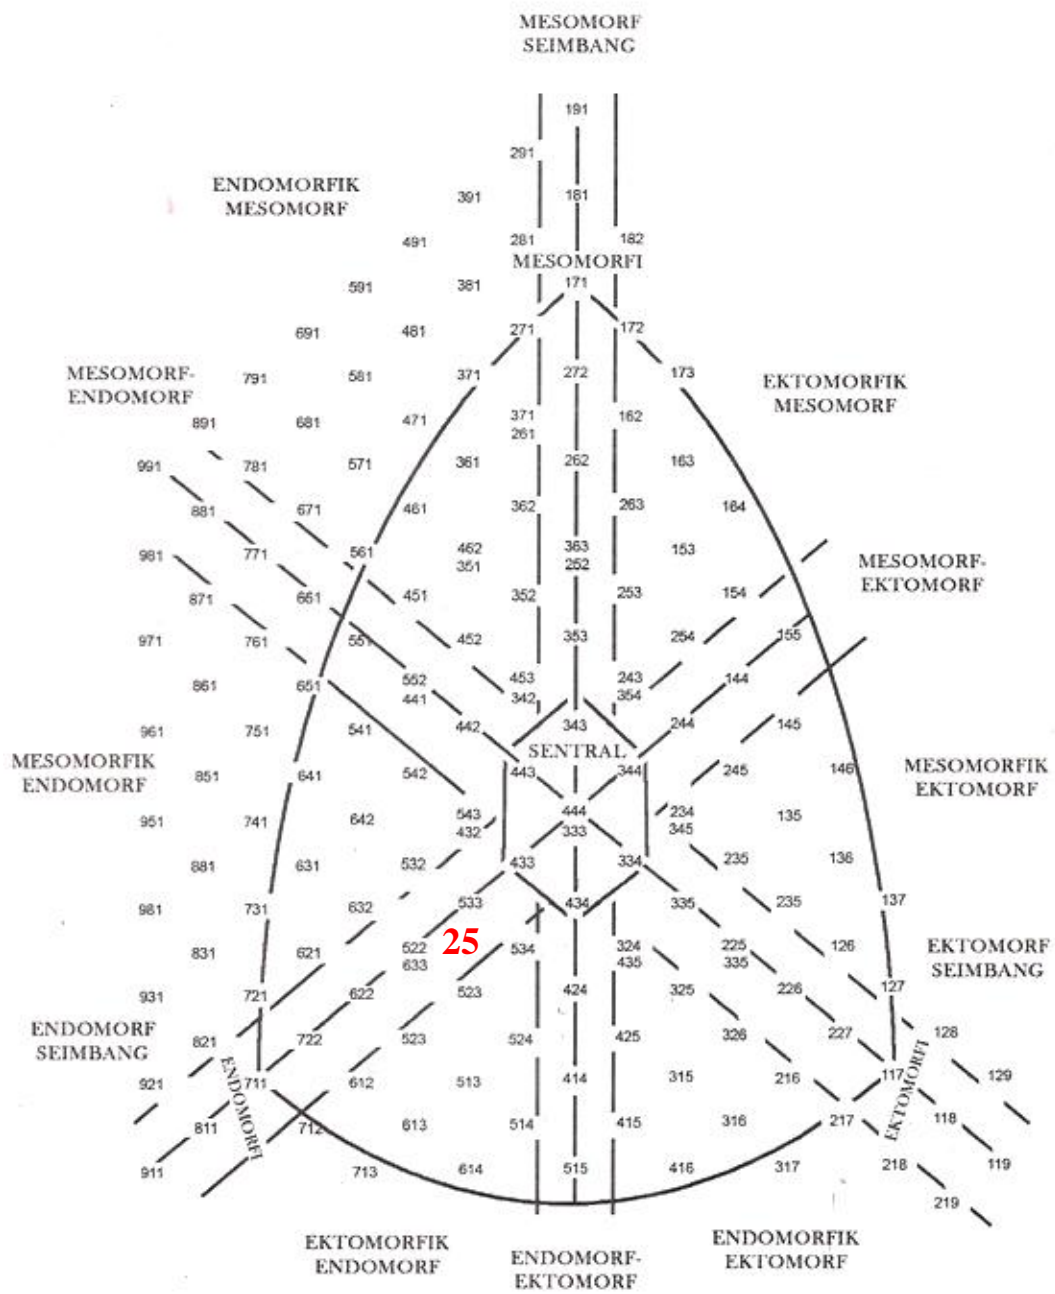 MESOMORF
SEIMBANG
191
291
ENDOMORFIK
MESOMORF
391 181
491 281 182
MESOMORFI
591 381 171
691 481 271 172
MESOMORF-
ENDOMORF
791 581 371 272 173
EKTOMORFIK
MESOMORF
891 681 471 371 162
261
991 781 571 361 262 163
881 671 461 362 263 164
981 771 561 462 363 153
351 252
MESOMORF-
EKTOMORF
871 661 451 352 253 154
971 761 551 452 353 254 155
861 651 552 453 243 144
441 342 354
961 751 541 442 343 244 145
SENTRAL
MESOMORFIK
ENDOMORF
851 641 542 443 344 245 146
MESOMORFIK
EKTOMORF
951 741 642 543 444 234 135
432 333 345
881 631 532 433 334 235 136
981 731 632 533 434 335 235 137
25
831 621 522 534 324 225 126
633 435 335
EKTOMORF
SEIMBANG
931 721 622 523 424 325 226 127
ENDOMORF
SEIMBANG
821 722 523 524 425 326 227 128
921 711 612 513 414 315 216 117 129
ENDOMORFI
EKTOMORFI
811 712 613 514 415 316 217 118
911 713 614 515 416 317 218 119
219
EKTOMORFIK
ENDOMORF
ENDOMORF-
EKTOMORF
ENDOMORFIK
EKTOMORF